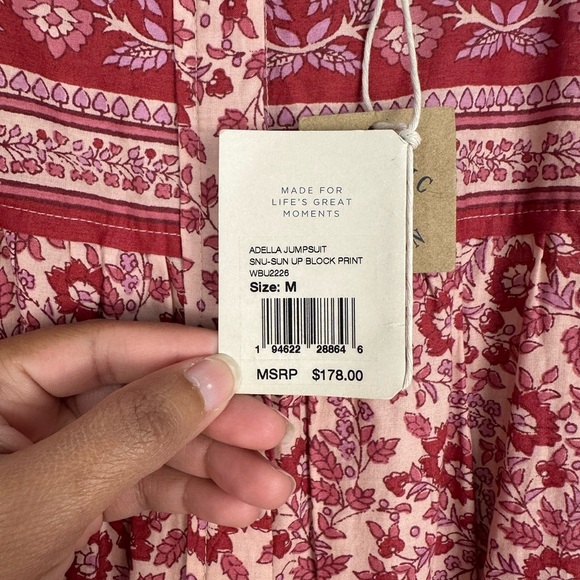 MADE FOR
LIFE'S GREAT
MOMENTS
ADELLA JUMPSUIT
SNU-SUN UP BLOCK PRINT
WBU2226
Size: M
1 94622 28864 6
MSRP $178.00